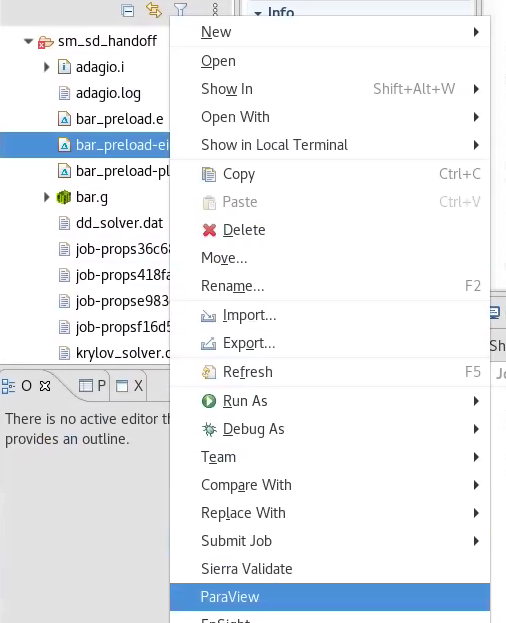 Info
sm_sd_handoff
adagio.i
adagio.log
bar_preload.e
bar_preload-ei
bar_preload-pl
bar.g
dd_solver.dat
job-props36c68
job-props418fa
job-propse983
job-propsf16d5
krylov_solver.d
O P X
There is no active editor th
provides an outline.
New
Open
Show In Shift+Alt+W
Open With
Show in Local Terminal
Copy Ctrl+C
Paste Ctrl+V
Delete
Move...
Rename... F2
Import...
Export...
Refresh F5
Run As
Debug As
Team
Compare With
Replace With
Submit Job
Sierra Validate
ParaView
EnSight
Sh
Jo